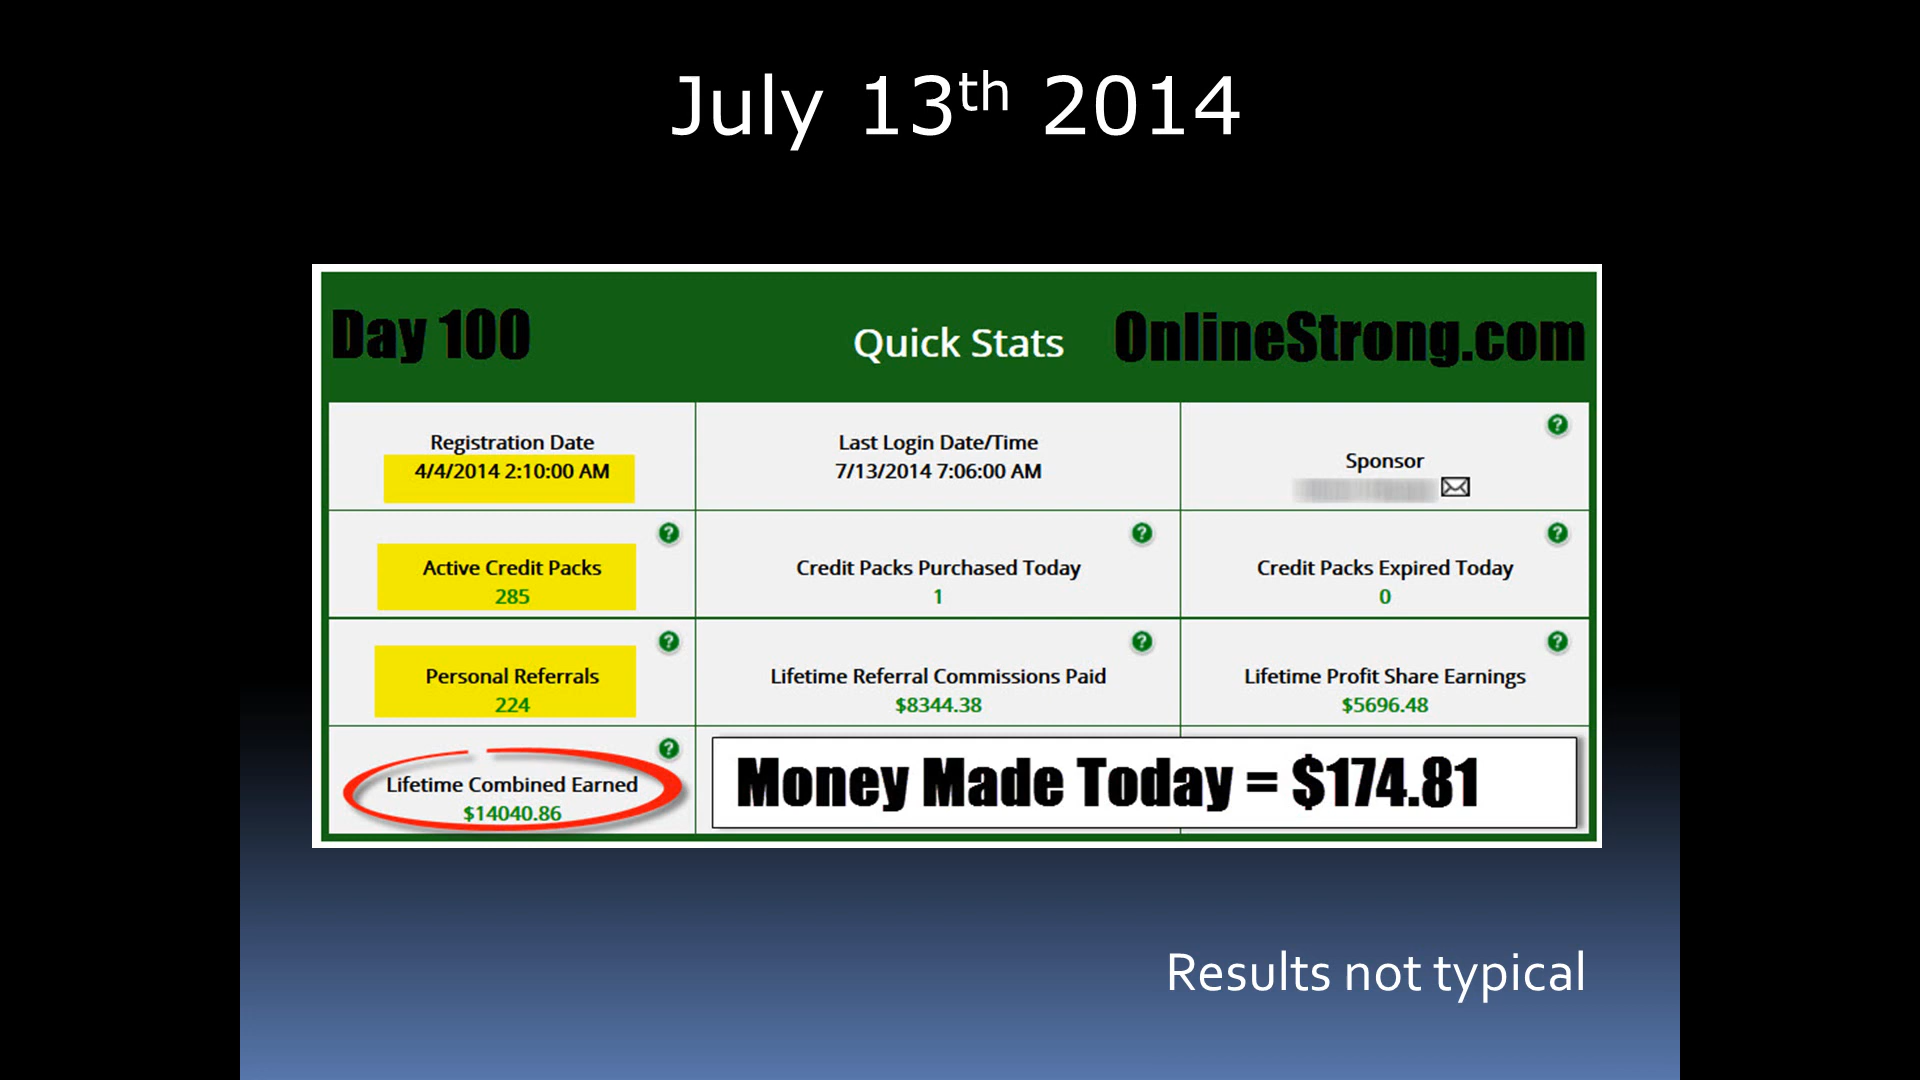 July 13th 2014
Day 100
Quick Stats
OnlineStrong.com
Registration Date
4/4/2014 2:10:00 AM
Last Login Date/Time
7/13/2014 7:06:00 AM
?
Sponsor
?
Active Credit Packs
285
?
Credit Packs Purchased Today
1
?
Credit Packs Expired Today
0
?
Personal Referrals
224
?
Lifetime Referral Commissions Paid
$8344.38
?
Lifetime Profit Share Earnings
$5696.48
?
Lifetime Combined Earned
$14040.86
Money Made Today = $174.81
Results not typical